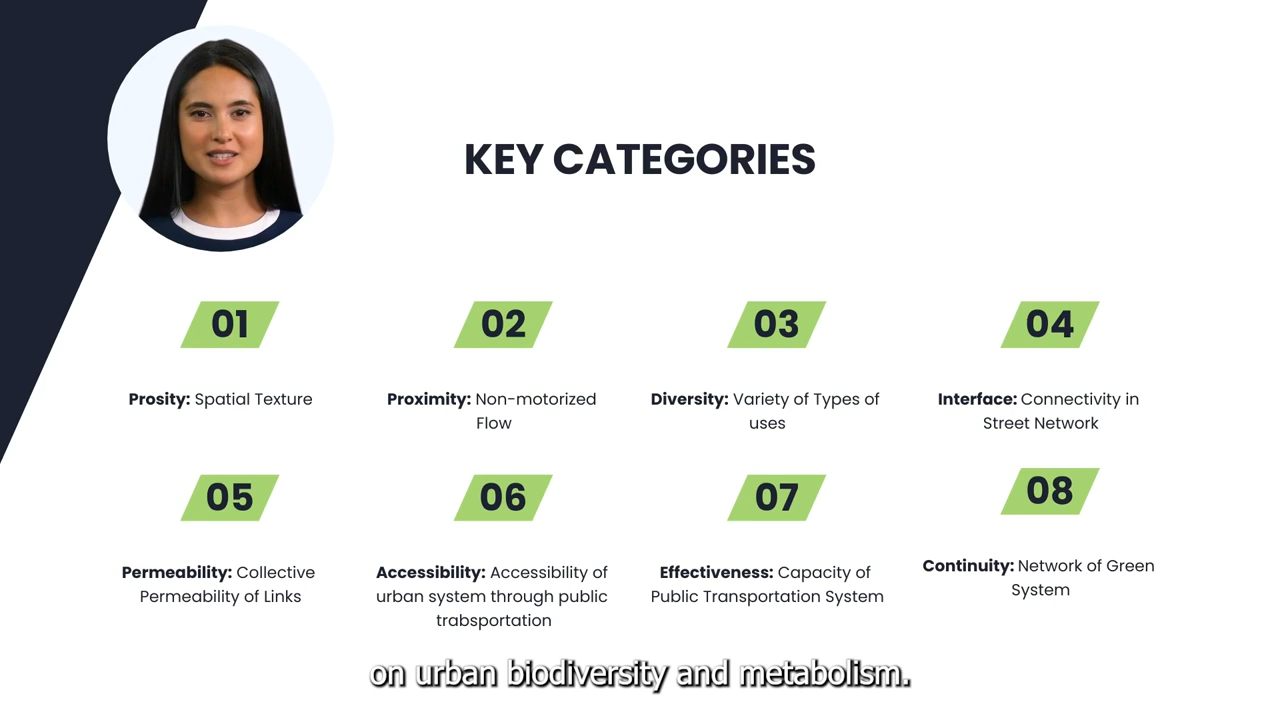 KEY CATEGORIES
01
02
03
04
Prosity: Spatial Texture
Proximity: Non-motorized
Flow
Diversity: Variety of Types of
uses
Interface: Connectivity in
Street Network
05
06
07
08
Permeability: Collective
Permeability of Links
Accessibility: Accessibility of
urban system through public
trabsportation
Effectiveness: Capacity of
Public Transportation System
Continuity: Network of Green
System
on urban biodiversity and metabolism.